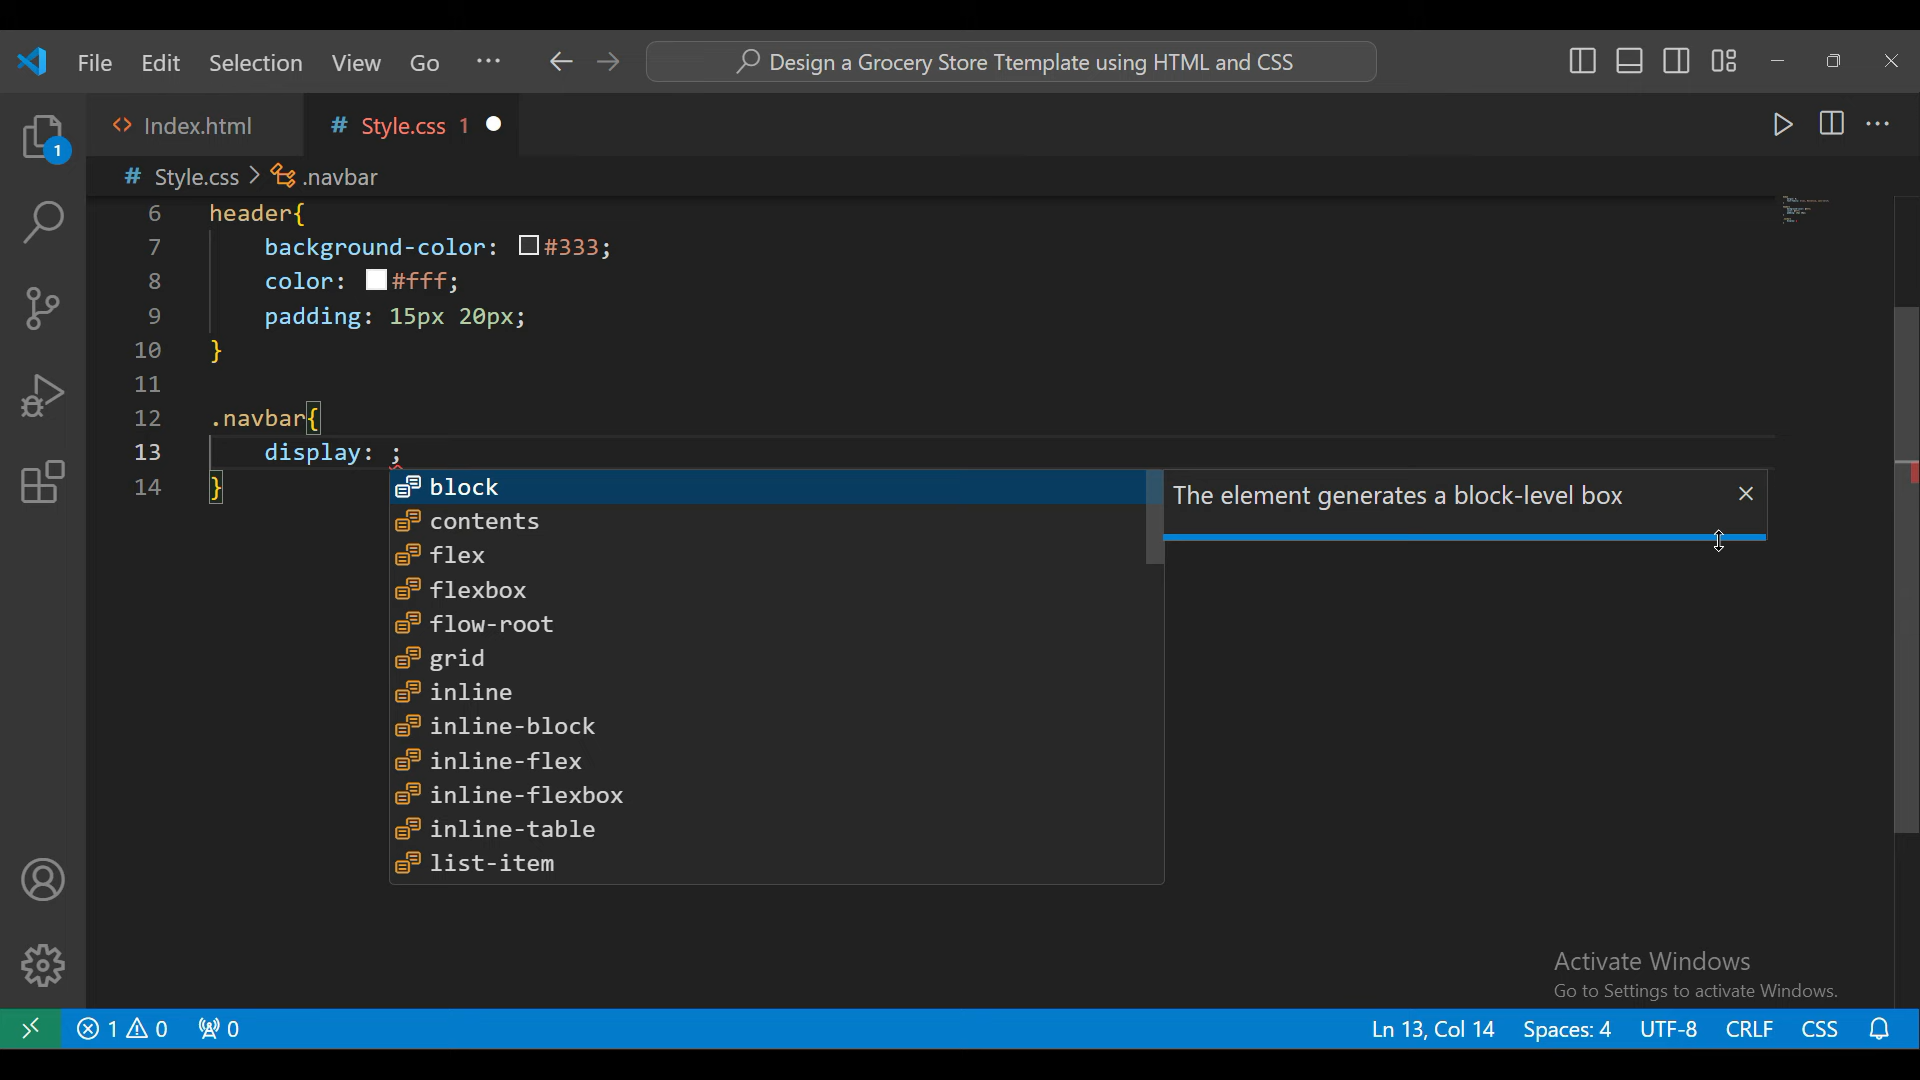 File Edit Selection View Go ··· Design a Grocery Store Ttemplate using HTML and CSS
Index.html # Style.css 1
1
# Style.css > .navbar
6 header{
7 background-color: #333;
8 color: #fff;
9 padding: 15px 20px;
10 }
11
12 .navbar{
13 display: ;
14 }
block
The element generates a block-level box
contents
flex
flexbox
flow-root
grid
inline
inline-block
inline-flex
inline-flexbox
inline-table
list-item
Activate Windows
Go to Settings to activate Windows.
1 0 0 Ln 13, Col 14 Spaces: 4 UTF-8 CRLF CSS